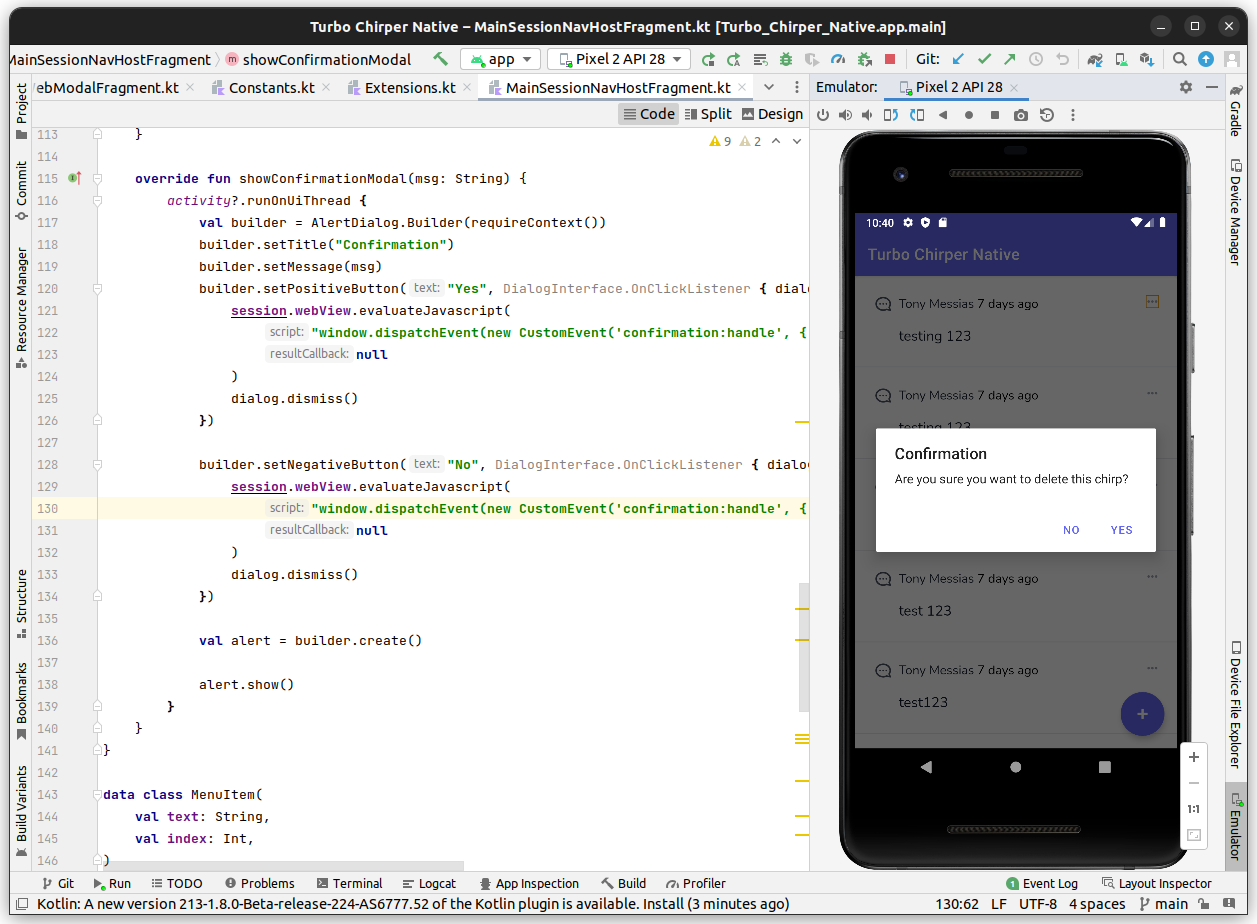 Turbo Chirper Native – MainSessionNavHostFragment.kt [Turbo_Chirper_Native.app.main]
MainSessionNavHostFragment
showConfirmationModal
app
Pixel 2 API 28
Git:
ebModalFragment.kt
Constants.kt
Extensions.kt
MainSessionNavHostFragment.kt
Emulator:
Pixel 2 API 28
Code
Split
Design
9
2
Project
Commit
Resource Manager
Structure
Bookmarks
Build Variants
113 }
114
115 override fun showConfirmationModal(msg: String) {
116 activity?.runOnUiThread {
117 val builder = AlertDialog.Builder(requireContext())
118 builder.setTitle("Confirmation")
119 builder.setMessage(msg)
120 builder.setPositiveButton( text: "Yes", DialogInterface.OnClickListener { dialo
121 session.webView.evaluateJavascript(
122 script: "window.dispatchEvent(new CustomEvent('confirmation:handle', {
123 resultCallback: null
124 )
125 dialog.dismiss()
126 })
127
128 builder.setNegativeButton( text: "No", DialogInterface.OnClickListener { dialog
129 session.webView.evaluateJavascript(
130 script: "window.dispatchEvent(new CustomEvent('confirmation:handle', {
131 resultCallback: null
132 )
133 dialog.dismiss()
134 })
135
136 val alert = builder.create()
137
138 alert.show()
139 }
140 }
141 }
142
143 data class MenuItem(
144 val text: String,
145 val index: Int,
146 )
10:40
Turbo Chirper Native
Tony Messias 7 days ago
testing 123
Tony Messias 7 days ago
testing 123
Confirmation
Are you sure you want to delete this chirp?
NO
YES
Tony Messias 7 days ago
test 123
Tony Messias 7 days ago
test123
+
+
−
1:1
Gradle
Device Manager
Device File Explorer
Emulator
Git
Run
TODO
Problems
Terminal
Logcat
App Inspection
Build
Profiler
1
Event Log
Layout Inspector
Kotlin: A new version 213-1.8.0-Beta-release-224-AS6777.52 of the Kotlin plugin is available. Install (3 minutes ago)
130:62
LF
UTF-8
4 spaces
main